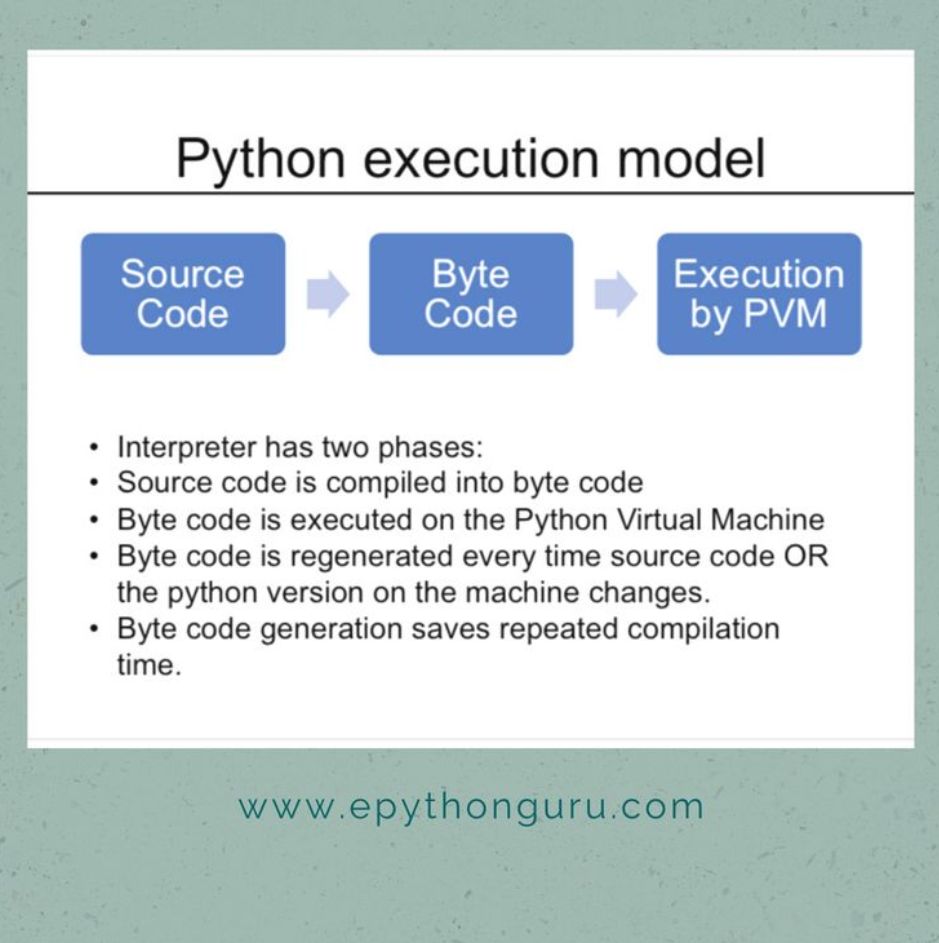 Python execution model
Source
Code
Byte
Code
Execution
by PVM
• Interpreter has two phases:
• Source code is compiled into byte code
• Byte code is executed on the Python Virtual Machine
• Byte code is regenerated every time source code OR
the python version on the machine changes.
• Byte code generation saves repeated compilation
time.
www.epythonguru.com